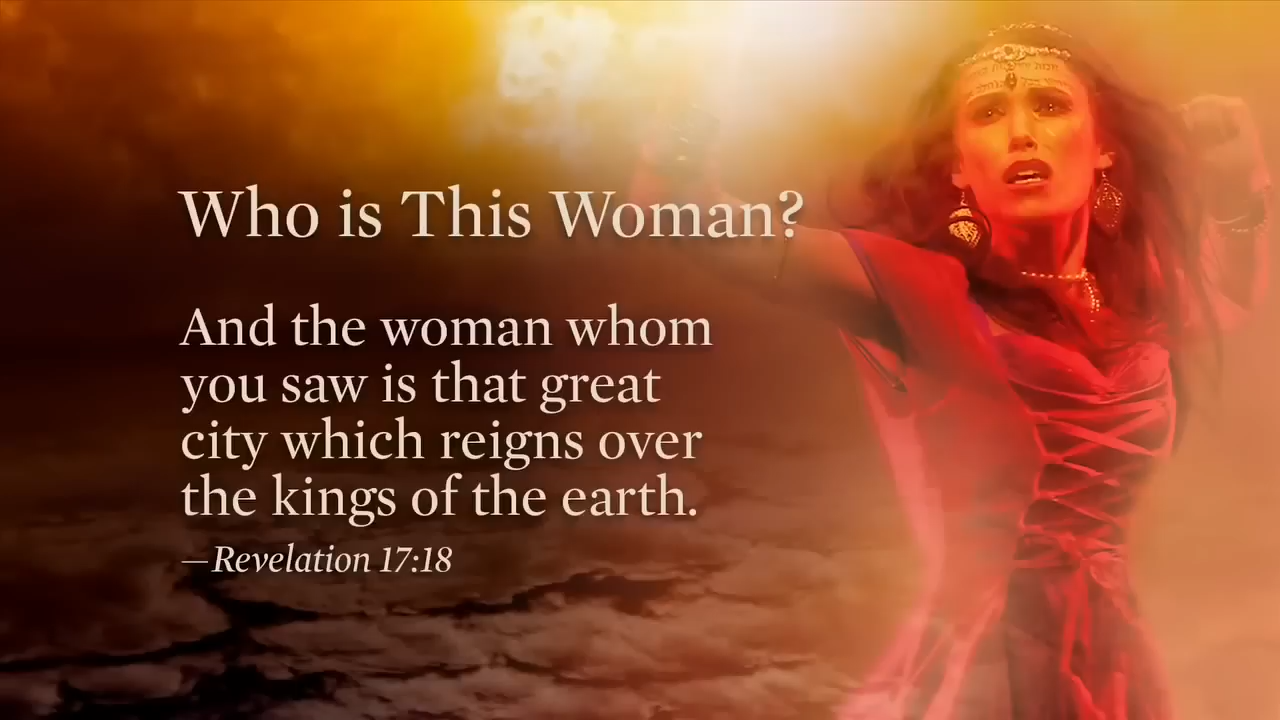 Who is This Woman?
And the woman whom
you saw is that great
city which reigns over
the kings of the earth.
—Revelation 17:18